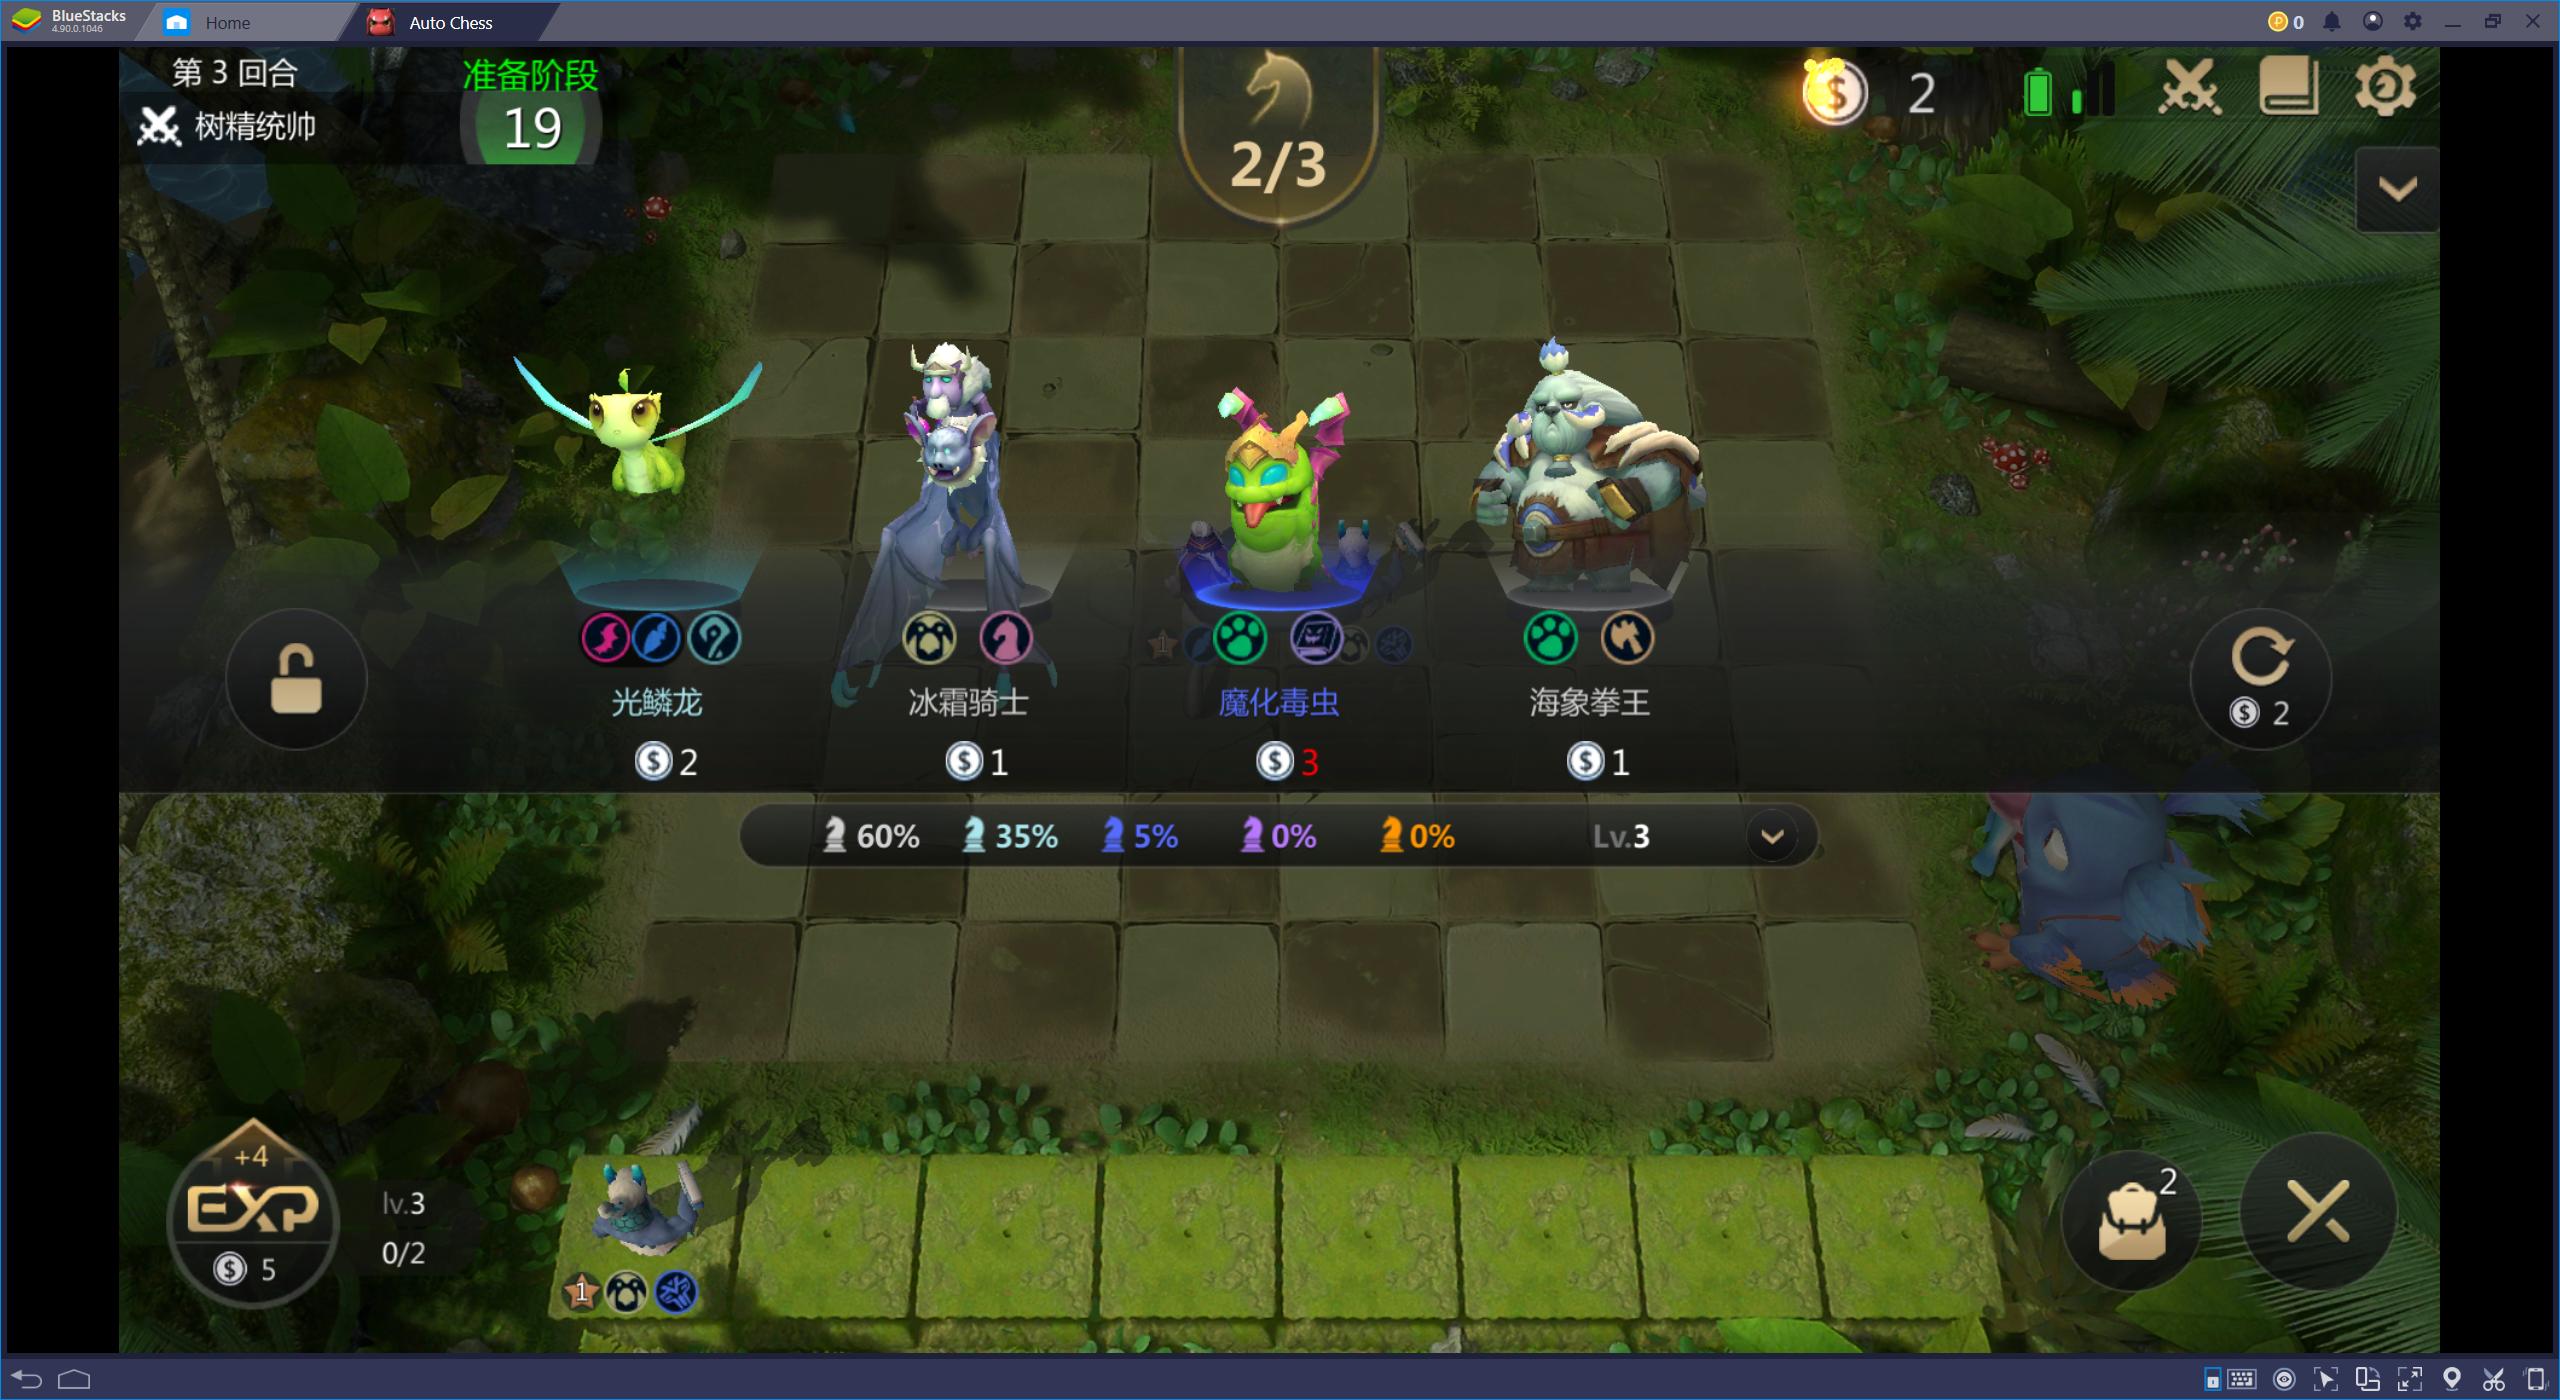 BlueStacks
4.90.0.1046
Home
Auto Chess
0
第 3 回合
准备阶段
树精统帅
19
2/3
2
光鳞龙
冰霜骑士
魔化毒虫
海象拳王
2
1
3
1
2
60%
35%
5%
0%
0%
Lv.3
+4
EXP
5
lv.3
0/2
1
2